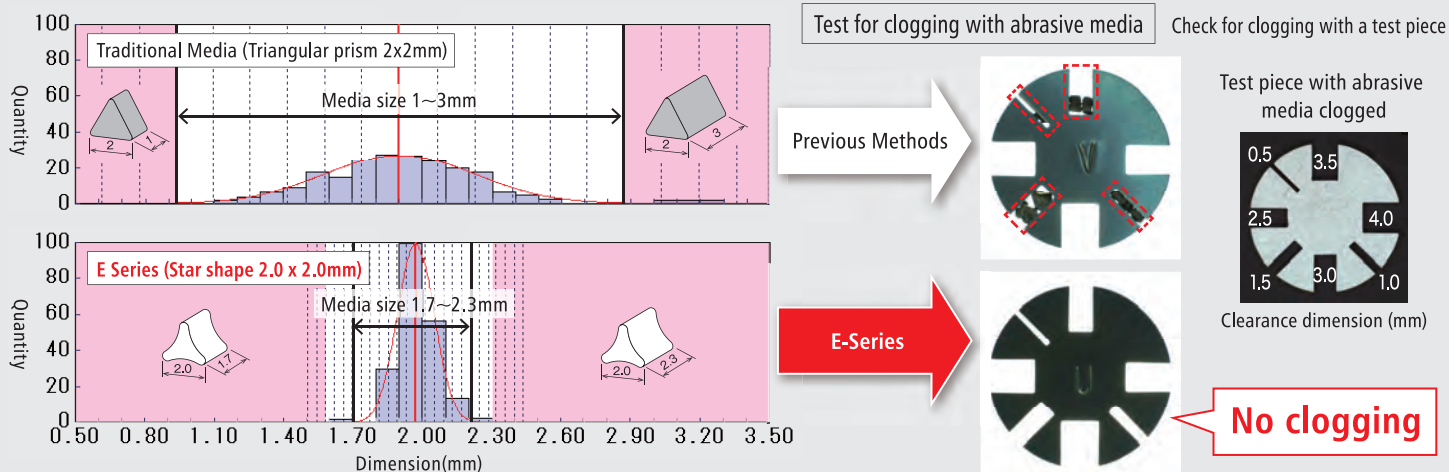 100
80
60
40
20
0
Quantity
Traditional Media (Triangular prism 2x2mm)
Media size 1~3mm
2
1
2
3
100
80
60
40
20
0
Quantity
E Series (Star shape 2.0 x 2.0mm)
Media size 1.7~2.3mm
2.0
1.7
2.0
2.3
0.50 0.80 1.10 1.40 1.70 2.00 2.30 2.60 2.90 3.20 3.50
Dimension(mm)
Test for clogging with abrasive media
Check for clogging with a test piece
Previous Methods
V
E-Series
U
Test piece with abrasive
media clogged
0.5
3.5
2.5
4.0
1.5
3.0
1.0
Clearance dimension (mm)
No clogging